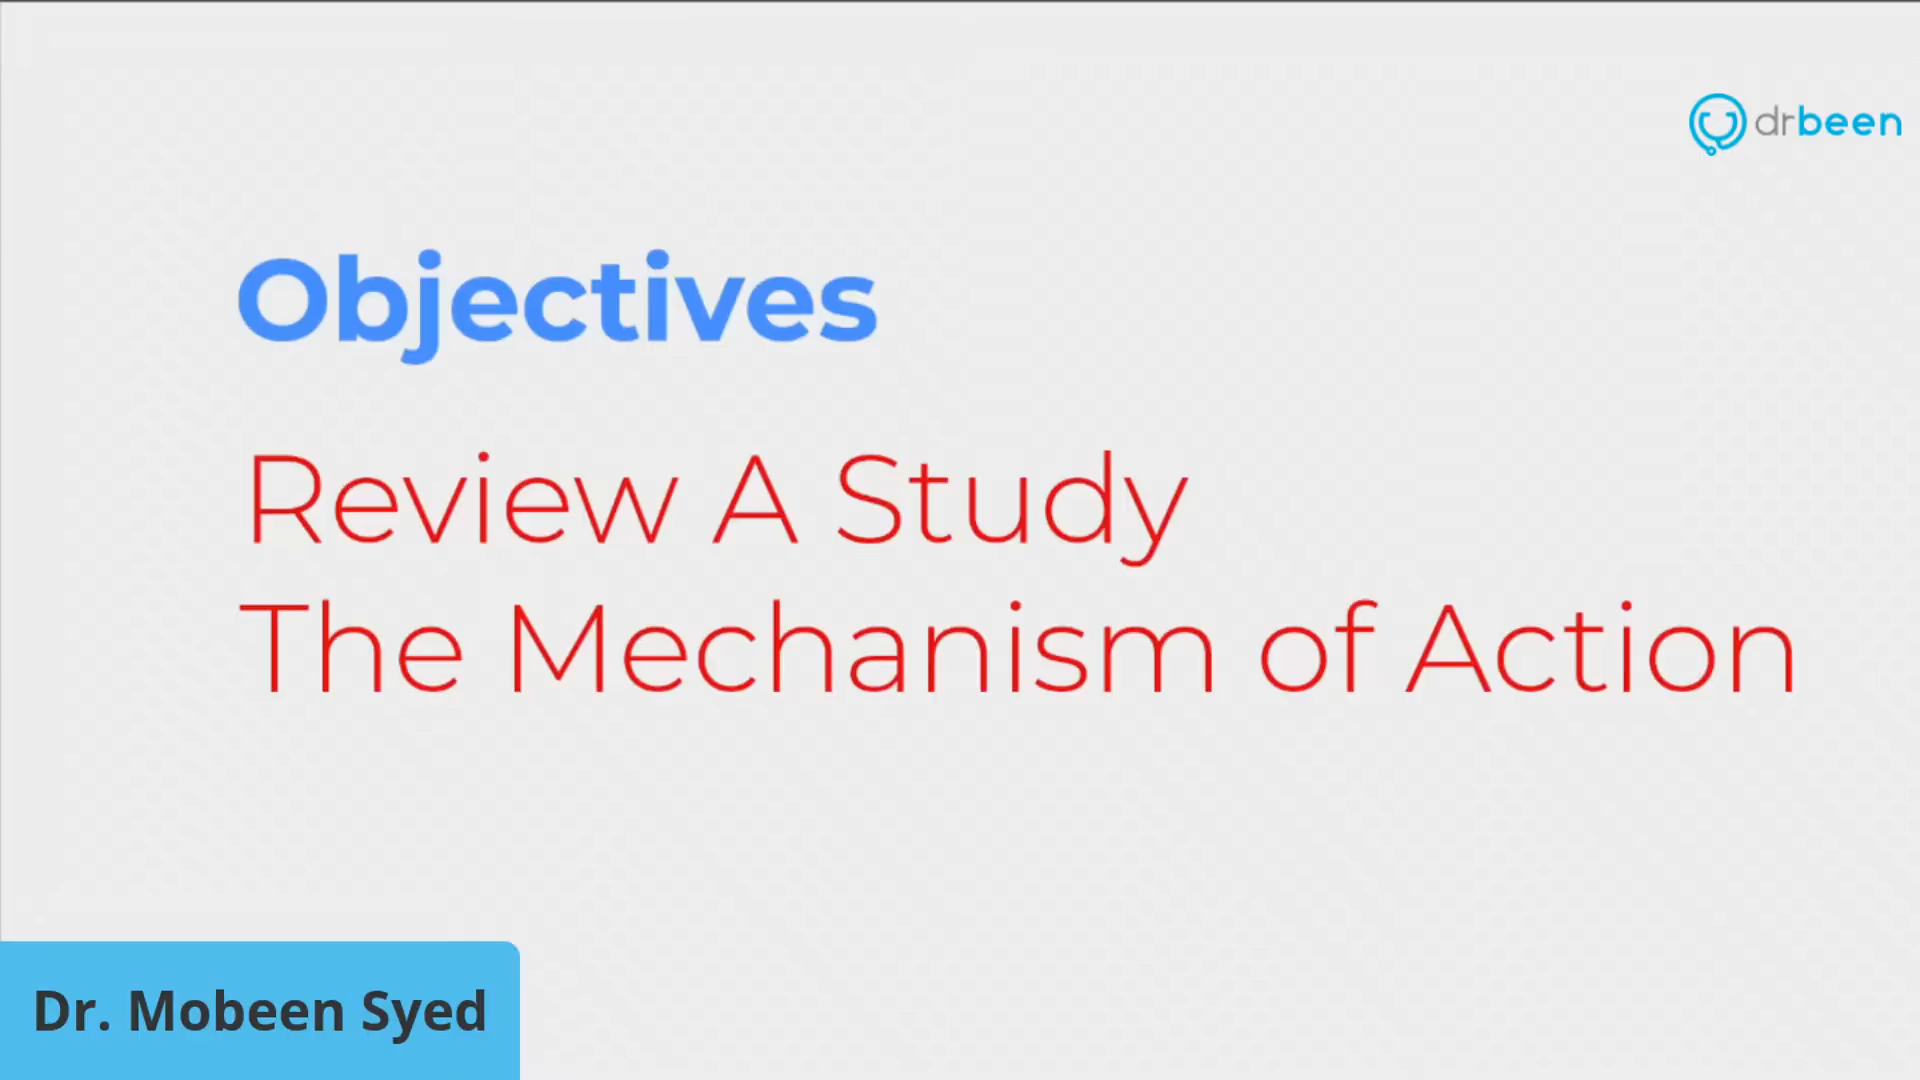 drbeen
Objectives
Review A Study
The Mechanism of Action
Dr. Mobeen Syed